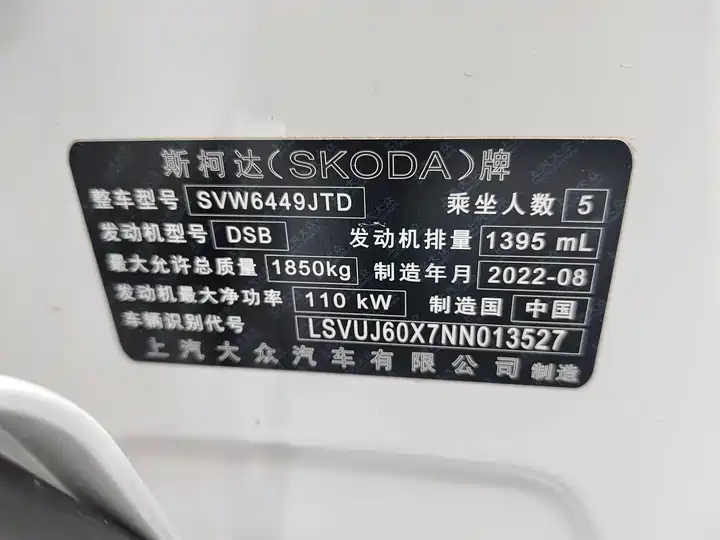 斯柯达(SKODA)牌
整车型号 SVW6449JTD 乘坐人数 5
发动机型号 DSB 发动机排量 1395 mL
最大允许总质量 1850kg 制造年月 2022-08
发动机最大净功率 110 kW 制造国 中国
车辆识别代号 LSVUJ60X7NN013527
上汽大众汽车有限公司 制造